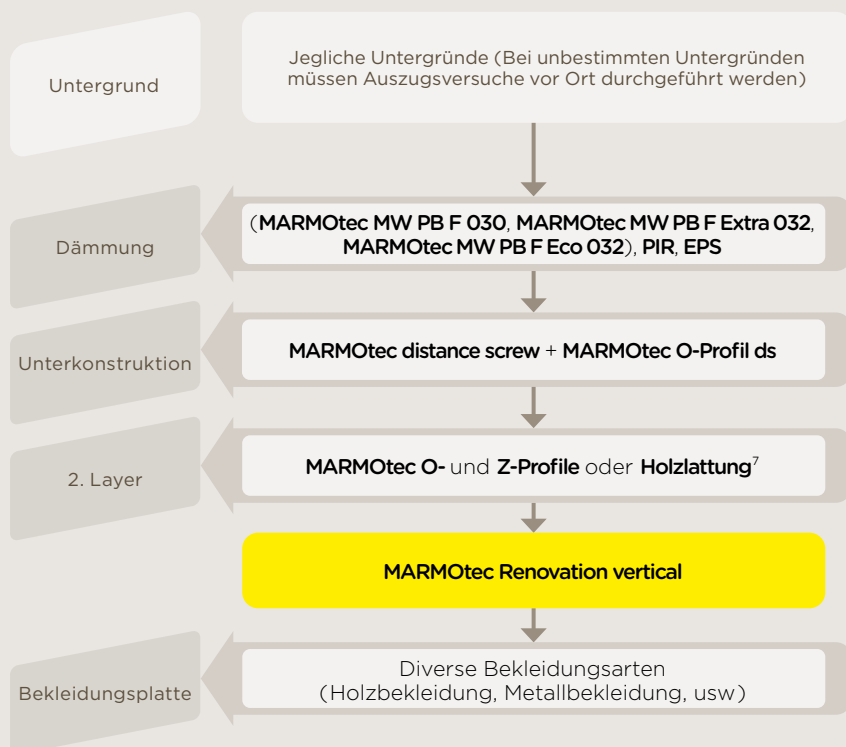 Untergrund
Jegliche Untergründe (Bei unbestimmten Untergründen
müssen Auszugsversuche vor Ort durchgeführt werden)
Dämmung
(MARMOtec MW PB F 030, MARMOtec MW PB F Extra 032,
MARMOtec MW PB F Eco 032), PIR, EPS
Unterkonstruktion
MARMOtec distance screw + MARMOtec O-Profil ds
2. Layer
MARMOtec O- und Z-Profile oder Holzlattung⁷
MARMOtec Renovation vertical
Bekleidungsplatte
Diverse Bekleidungsarten
(Holzbekleidung, Metallbekleidung, usw)